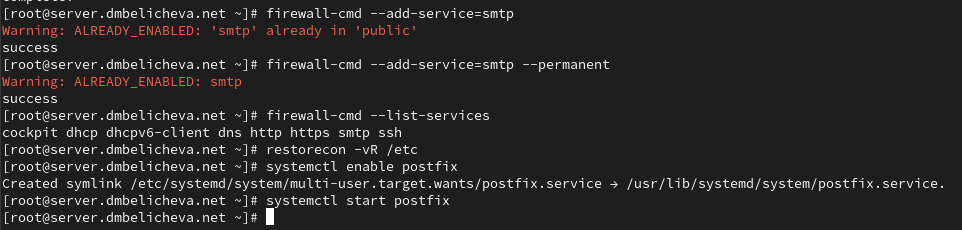 [root@server.dmbelicheva.net ~]# firewall-cmd --add-service=smtp
Warning: ALREADY_ENABLED: 'smtp' already in 'public'
success
[root@server.dmbelicheva.net ~]# firewall-cmd --add-service=smtp --permanent
Warning: ALREADY_ENABLED: smtp
success
[root@server.dmbelicheva.net ~]# firewall-cmd --list-services
cockpit dhcp dhcpv6-client dns http https smtp ssh
[root@server.dmbelicheva.net ~]# restorecon -vR /etc
[root@server.dmbelicheva.net ~]# systemctl enable postfix
Created symlink /etc/systemd/system/multi-user.target.wants/postfix.service → /usr/lib/systemd/system/postfix.service.
[root@server.dmbelicheva.net ~]# systemctl start postfix
[root@server.dmbelicheva.net ~]#